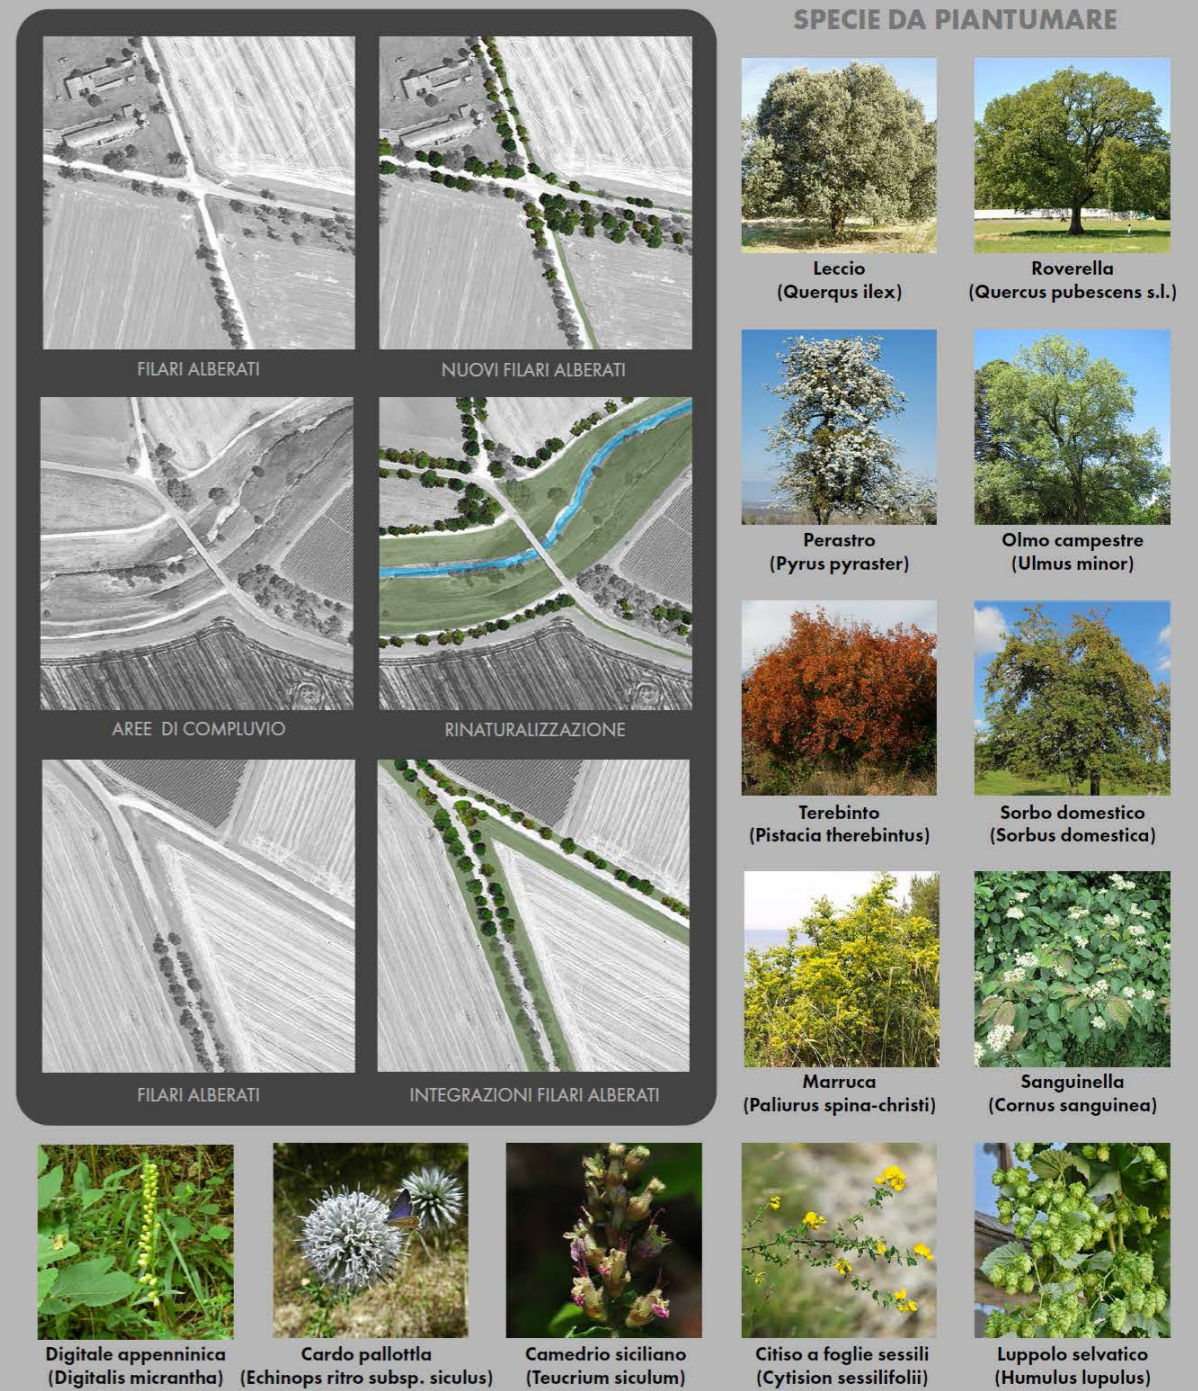 SPECIE DA PIANTUMARE
FILARI ALBERATI
NUOVI FILARI ALBERATI
AREE DI COMPLUVIO
RINATURALIZZAZIONE
FILARI ALBERATI
INTEGRAZIONI FILARI ALBERATI
Leccio
(Querqus ilex)
Roverella
(Quercus pubescens s.l.)
Perastro
(Pyrus pyraster)
Olmo campestre
(Ulmus minor)
Terebinto
(Pistacia therebintus)
Sorbo domestico
(Sorbus domestica)
Marruca
(Paliurus spina-christi)
Sanguinella
(Cornus sanguinea)
Digitale appenninica
(Digitalis micrantha)
Cardo pallottla
(Echinops ritro subsp. siculus)
Camedrio siciliano
(Teucrium siculum)
Citiso a foglie sessili
(Cytision sessilifolii)
Luppolo selvatico
(Humulus lupulus)